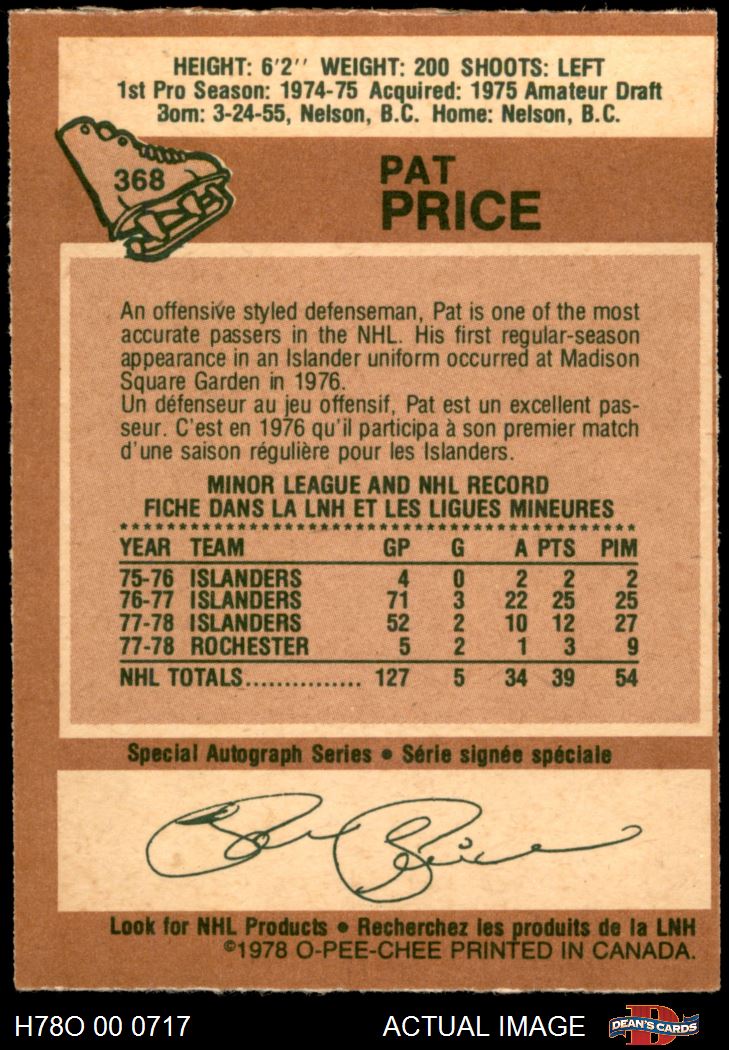 HEIGHT: 6'2'' WEIGHT: 200 SHOOTS: LEFT
1st Pro Season: 1974-75 Acquired: 1975 Amateur Draft
Born: 3-24-55, Nelson, B.C. Home: Nelson, B.C.
368
PAT
PRICE
An offensive styled defenseman, Pat is one of the most
accurate passers in the NHL. His first regular-season
appearance in an Islander uniform occurred at Madison
Square Garden in 1976.
Un défenseur au jeu offensif, Pat est un excellent pas-
seur. C'est en 1976 qu'il participa à son premier match
d'une saison régulière pour les Islanders.
MINOR LEAGUE AND NHL RECORD
FICHE DANS LA LNH ET LES LIGUES MINEURES
YEAR TEAM GP G A PTS PIM
75-76 ISLANDERS 4 0 2 2 2
76-77 ISLANDERS 71 3 22 25 25
77-78 ISLANDERS 52 2 10 12 27
77-78 ROCHESTER 5 2 1 3 9
NHL TOTALS............... 127 5 34 39 54
Special Autograph Series • Série signée spéciale
Pat Price
Look for NHL Products • Recherchez les produits de la LNH
©1978 O-PEE-CHEE PRINTED IN CANADA.
H78O 00 0717 ACTUAL IMAGE
D
DEAN'S CARDS